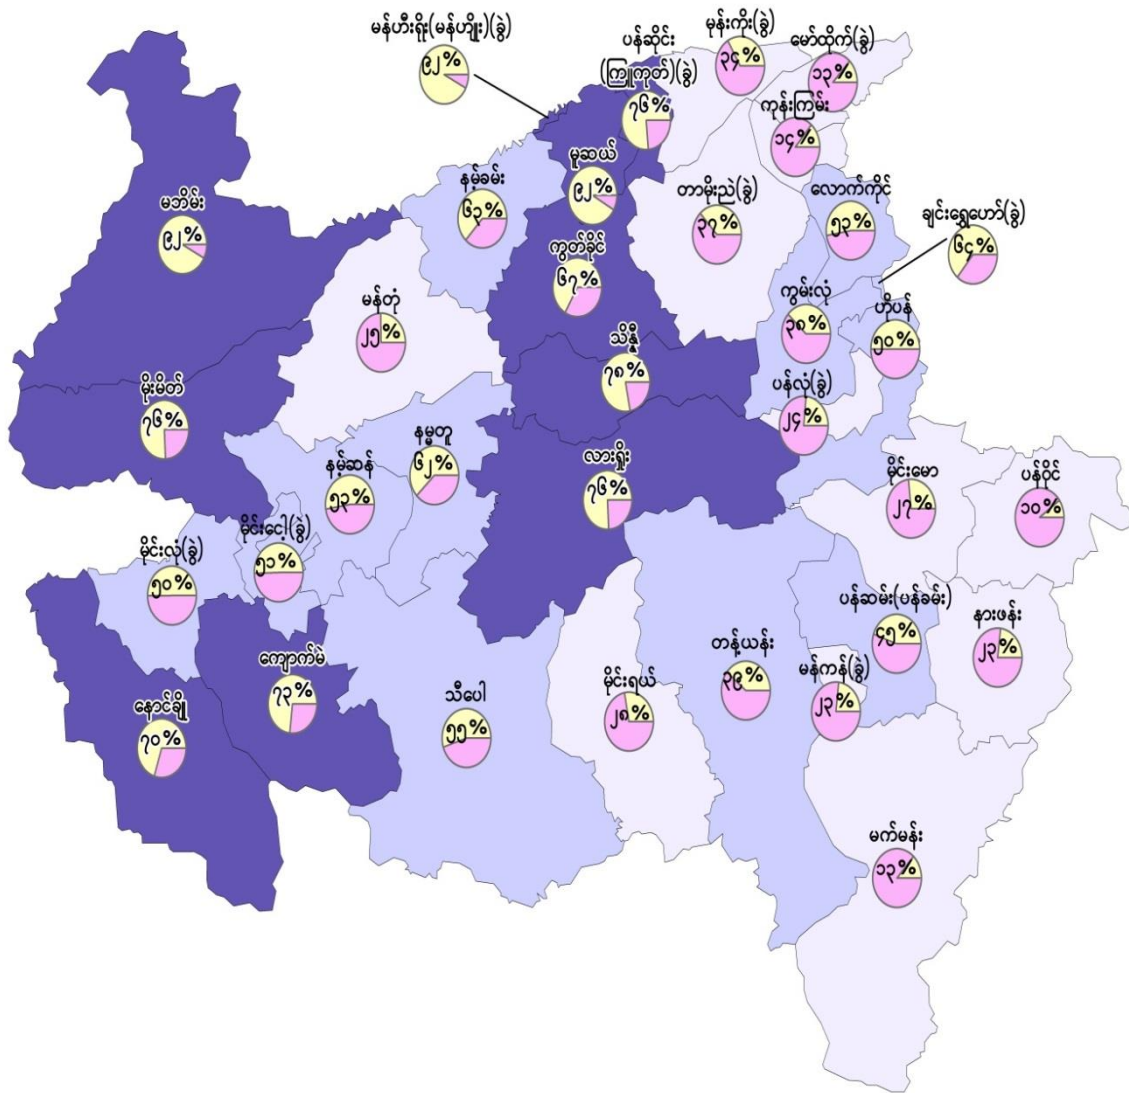 မန်ဟီးရိုး(မန်ဟျိုး)(ခွဲ)
၉၂%
ပန်ဆိုင်း
(ကြူကုတ်)(ခွဲ)
၇၆%
မုန်းကိုး(ခွဲ)
၃၄%
မော်ထိုက်(ခွဲ)
၁၃%
ကုန်းကြမ်း
၁၄%
မဘိမ်း
၉၂%
နမ့်ခမ်း
၆၃%
မူဆယ်
၉၂%
တာမိုးညဲ(ခွဲ)
၃၇%
လောက်ကိုင်
၅၃%
ချင်းရွှေဟော်(ခွဲ)
၆၄%
ကွတ်ခိုင်
၆၇%
မန်တုံ
၂၅%
ကွမ်းလုံ
၃၈%
ဟိုပန်
၅၀%
သိန္နီ
၇၈%
မိုးမိတ်
၇၆%
ပန်လုံ(ခွဲ)
၂၄%
နမ္မတူ
၆၂%
နမ့်ဆန်
၅၃%
လားရှိုး
၇၆%
မိုင်းမော
၂၇%
ပန်ဝိုင်
၁၀%
မိုင်းငေါ့(ခွဲ)
၅၁%
မိုင်းလုံ(ခွဲ)
၅၀%
ပန်ဆမ်း(ပန်ခမ်း)
၄၅%
နားဖန်း
၂၃%
ကျောက်မဲ
၇၃%
တန့်ယန်း
၃၉%
မန်ကန်(ခွဲ)
၂၃%
မိုင်းရယ်
၂၈%
သီပေါ
၅၅%
နောင်ချို
၇၀%
မက်မန်း
၁၃%